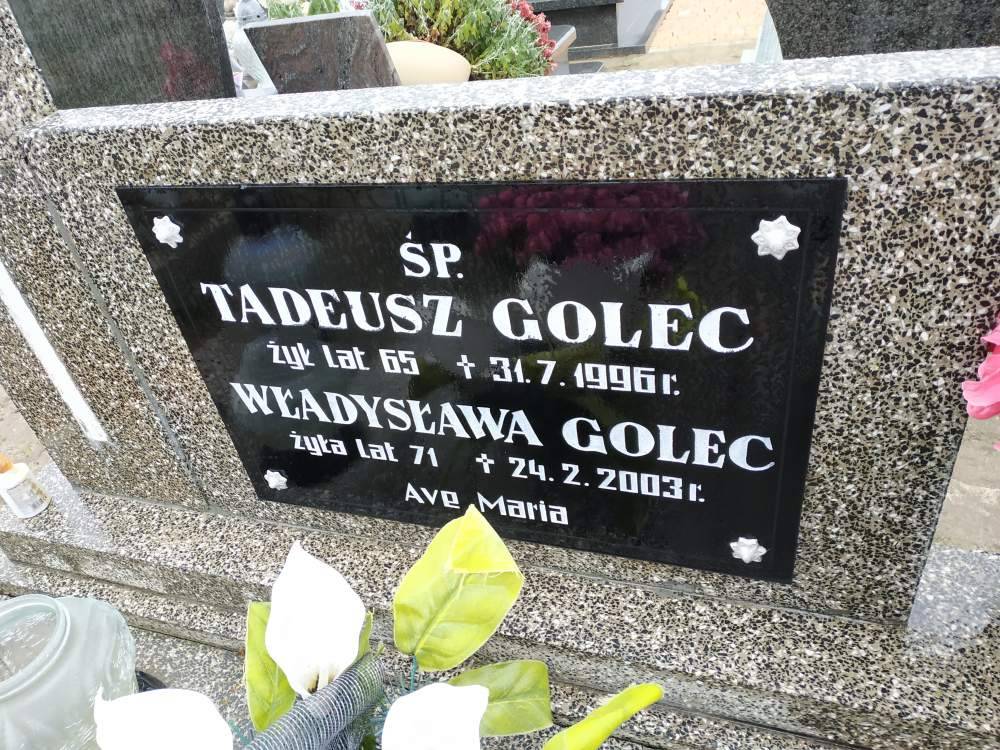 ŚP.
TADEUSZ GOLEC
żył lat 65 + 31.7.1996 r.
WŁADYSŁAWA GOLEC
żyła lat 71 + 24.2.2003 r.
Ave Maria